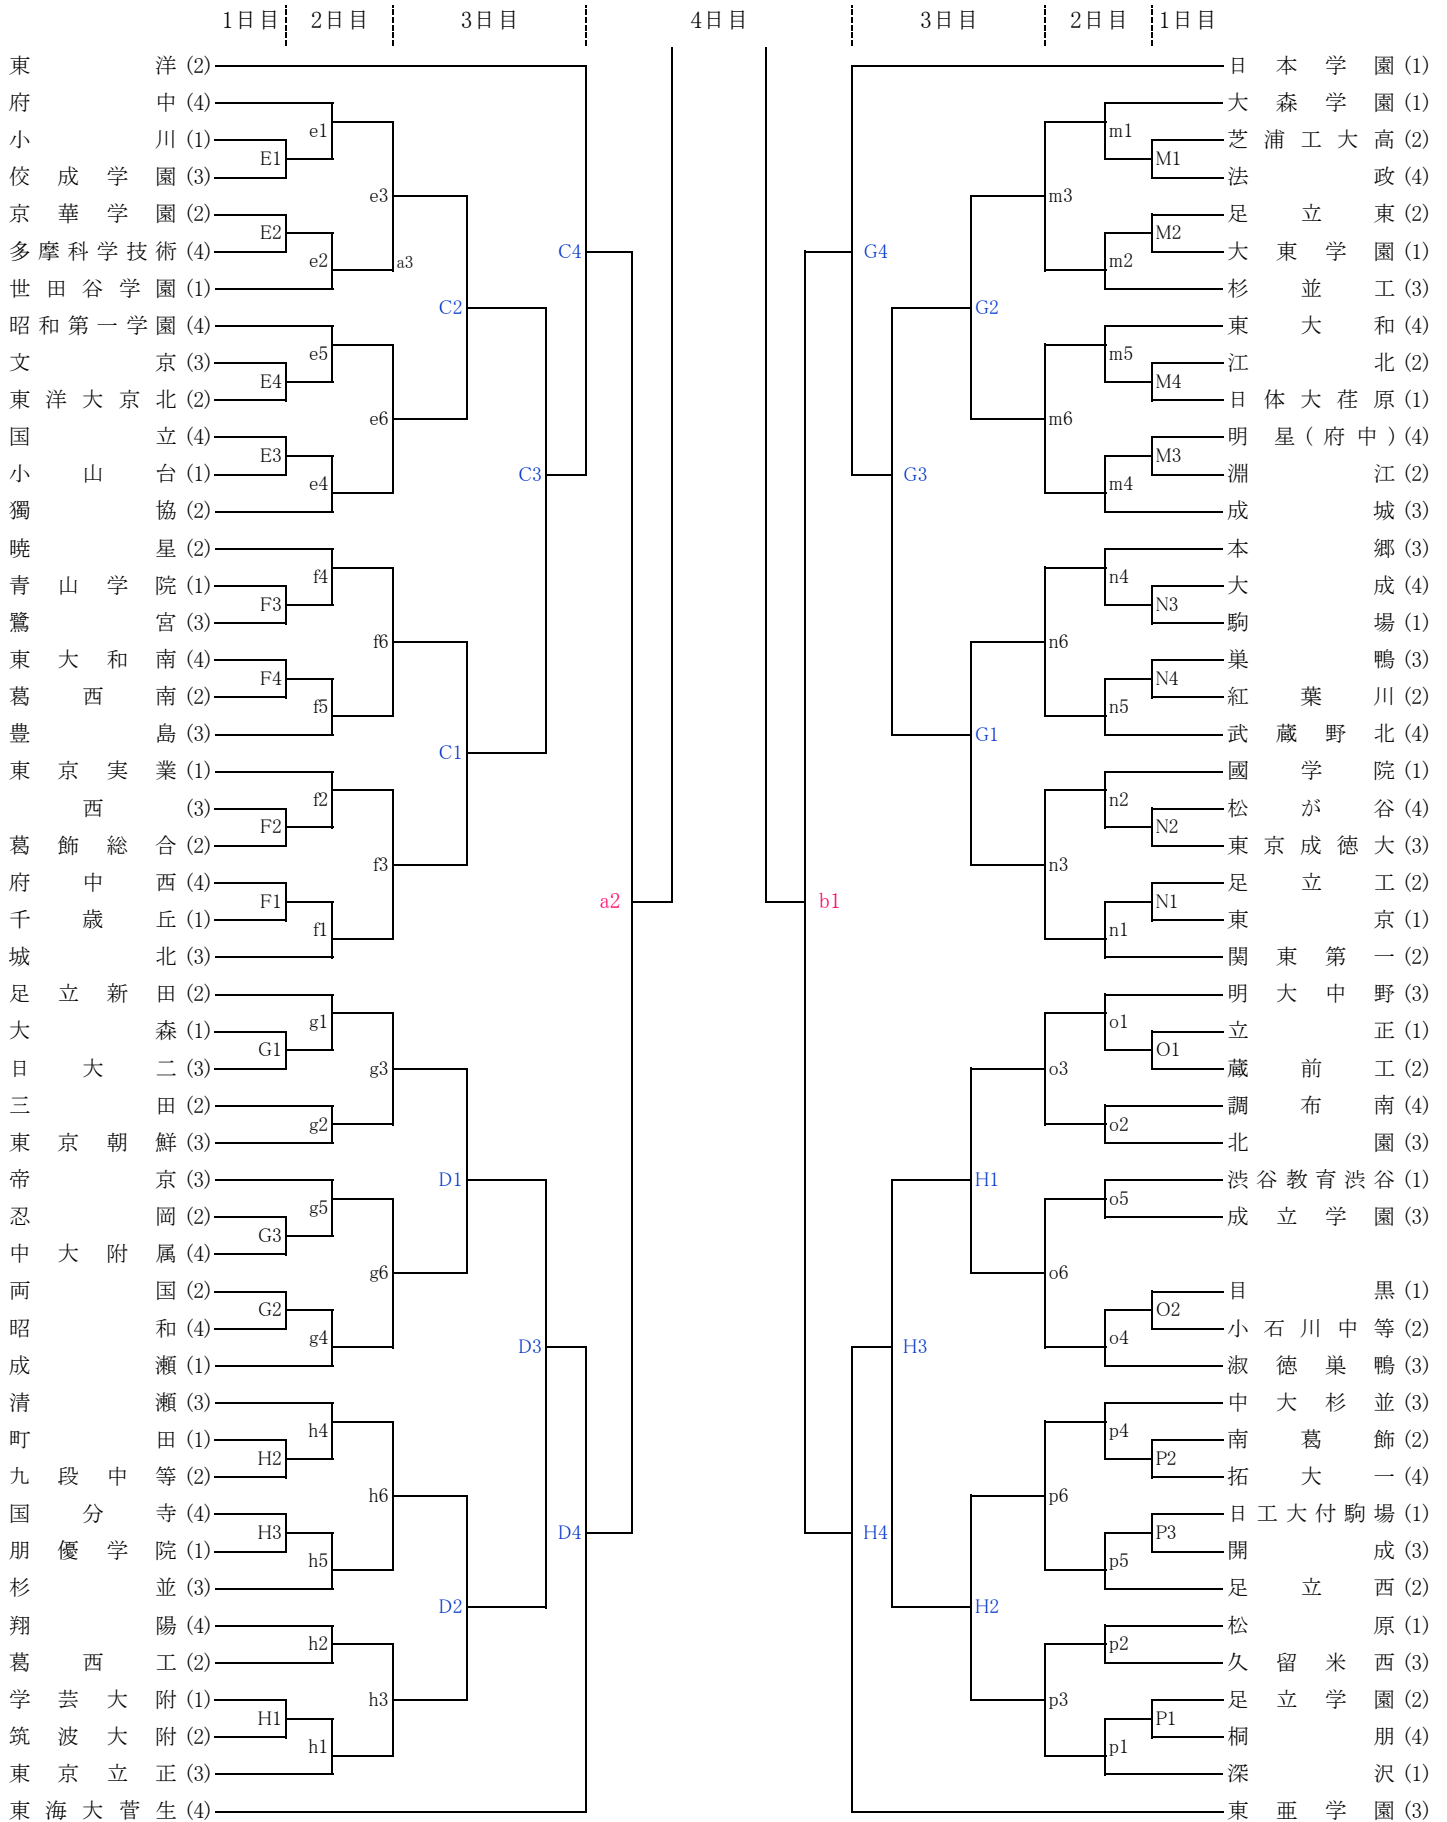 1日目 2日目 3日目 4日目 3日目 2日目 1日目
東洋 (2) 日本学園 (1)
府中 (4) 大森学園 (1)
e1 m1
小川 (1) 芝浦工大高 (2)
E1 M1
佼成学園 (3) 法政 (4)
e3 m3
京華学園 (2) 足立東 (2)
E2 M2
多摩科学技術 (4) C4 G4 大東学園 (1)
e2 a3 m2
世田谷学園 (1) 杉並工 (3)
C2 G2
昭和第一学園 (4) 東大和 (4)
e5 m5
文京 (3) 江北 (2)
E4 M4
東洋大京北 (2) 日体大荏原 (1)
e6 m6
国立 (4) 明星(府中) (4)
E3 M3
小山台 (1) C3 G3 淵江 (2)
e4 m4
獨協 (2) 成城 (3)
暁星 (2) 本郷 (3)
f4 n4
青山学院 (1) 大成 (4)
F3 N3
鷺宮 (3) 駒場 (1)
f6 n6
東大和南 (4) 巣鴨 (3)
F4 N4
葛西南 (2) 紅葉川 (2)
f5 n5
豊島 (3) G1 武蔵野北 (4)
C1
東京実業 (1) 國学院 (1)
f2 n2
西 (3) 松が谷 (4)
F2 N2
葛飾総合 (2) 東京成徳大 (3)
f3 n3
府中西 (4) 足立工 (2)
F1 a2 b1 N1
千歳丘 (1) 東京 (1)
f1 n1
城北 (3) 関東第一 (2)
足立新田 (2) 明大中野 (3)
g1 o1
大森 (1) 立正 (1)
G1 O1
日大二 (3) g3 o3 蔵前工 (2)
三田 (2) 調布南 (4)
g2 o2
東京朝鮮 (3) 北園 (3)
帝京 (3) D1 H1 渋谷教育渋谷 (1)
g5 o5
忍岡 (2) 成立学園 (3)
G3
中大附属 (4)
g6 o6
両国 (2) 目黒 (1)
G2 O2
昭和 (4) 小石川中等 (2)
g4 D3 H3 o4
成瀬 (1) 淑徳巣鴨 (3)
清瀬 (3) 中大杉並 (3)
h4 p4
町田 (1) 南葛飾 (2)
H2 P2
九段中等 (2) 拓大一 (4)
h6 p6
国分寺 (4) 日工大付駒場 (1)
H3 D4 H4 P3
朋優学院 (1) 開成 (3)
h5 p5
杉並 (3) 足立西 (2)
D2 H2
翔陽 (4) 松原 (1)
h2 p2
葛西工 (2) 久留米西 (3)
学芸大附 (1) h3 p3 足立学園 (2)
H1 P1
筑波大附 (2) 桐朋 (4)
h1 p1
東京立正 (3) 深沢 (1)
東海大菅生 (4) 東亜学園 (3)